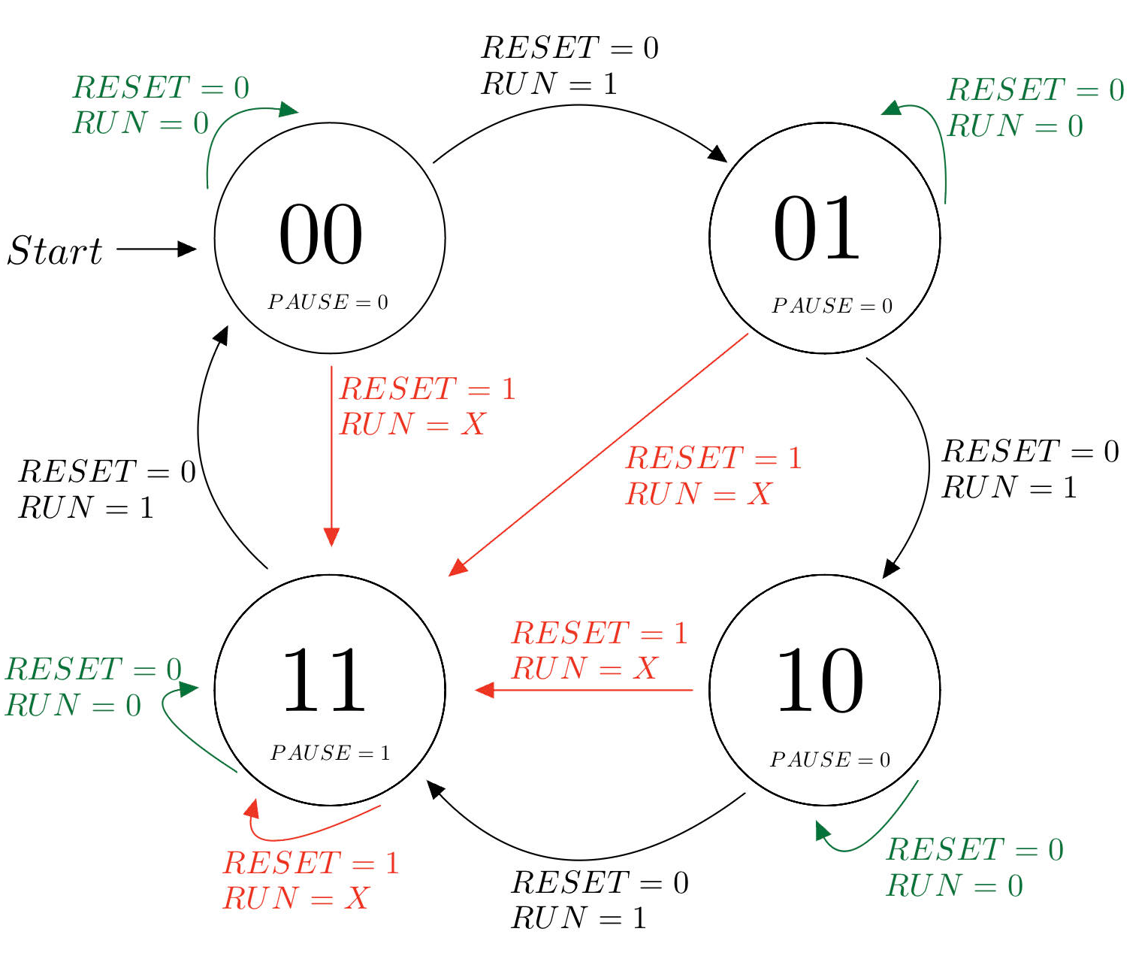 RESET = 0
RUN = 1
RESET = 0
RUN = 0
RESET = 0
RUN = 0
00
PAUSE = 0
01
PAUSE = 0
Start
RESET = 1
RUN = X
RESET = 1
RUN = X
RESET = 0
RUN = 1
RESET = 0
RUN = 1
11
PAUSE = 1
10
PAUSE = 0
RESET = 1
RUN = X
RESET = 0
RUN = 0
RESET = 1
RUN = X
RESET = 0
RUN = 1
RESET = 0
RUN = 0